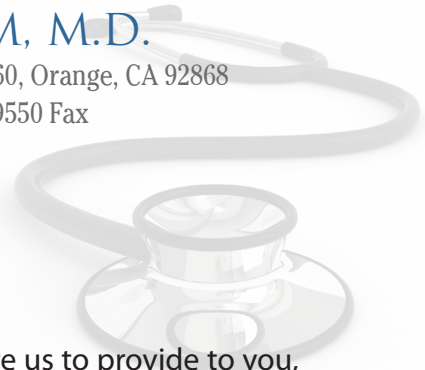 M, M.D.
60, Orange, CA 92868
9550 Fax
us to provide to you,